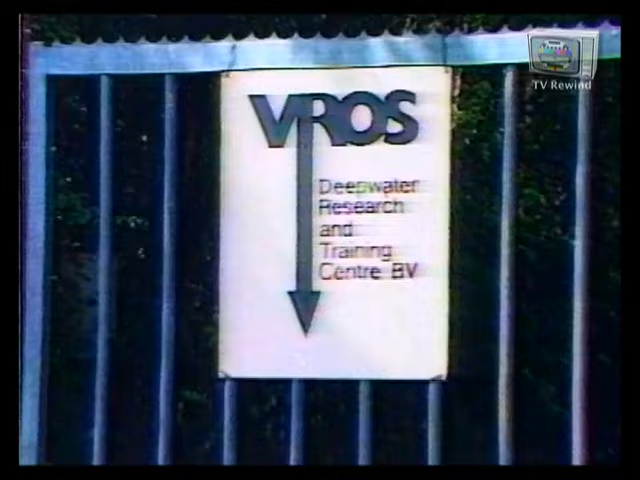 TV Rewind
VROS
Deepwater
Research
and
Training
Centre BV